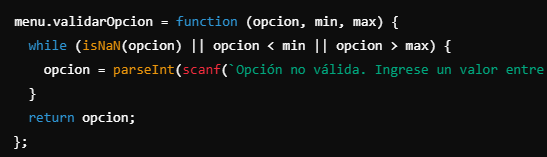 menu.validarOpcion = function (opcion, min, max) {
while (isNaN(opcion) || opcion < min || opcion > max) {
opcion = parseInt(scanf(`Opción no válida. Ingrese un valor entre
}
return opcion;
};